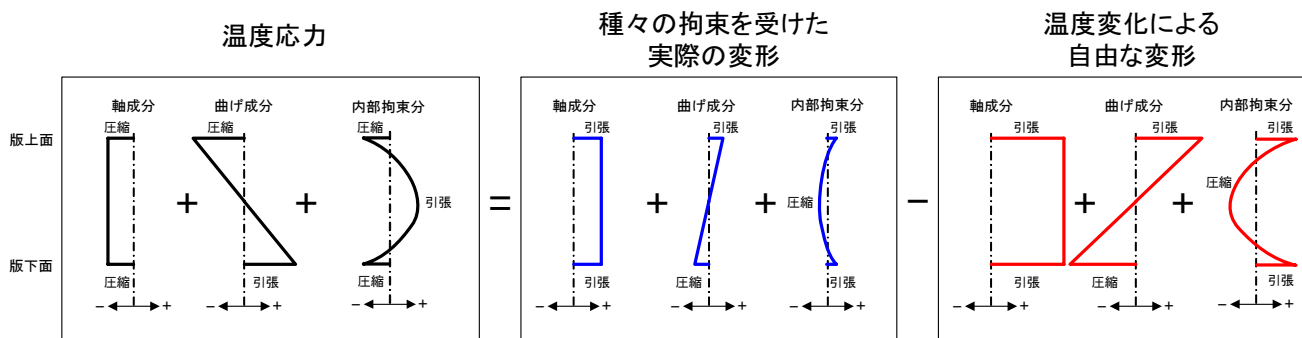 温度応力
種々の拘束を受けた
実際の変形
温度変化による
自由な変形
軸成分 曲げ成分 内部拘束分
圧縮 圧縮 圧縮
版上面
引張
版下面
圧縮 引張 圧縮
− + − + − +
+ +
=
軸成分 曲げ成分 内部拘束分
引張 引張 引張
圧縮
圧縮 引張
− + − + − +
+ +
−
軸成分 曲げ成分 内部拘束分
引張 引張 引張
圧縮
引張 圧縮 引張
− + − + − +
+ +